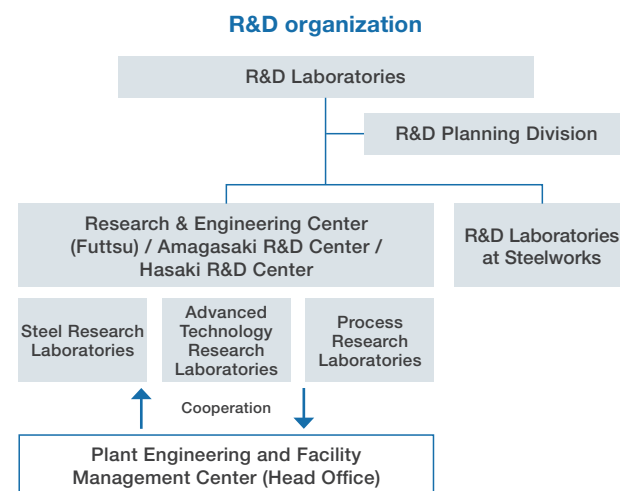 R&D organization
R&D Laboratories
R&D Planning Division
Research & Engineering Center
(Futtsu) / Amagasaki R&D Center /
Hasaki R&D Center
R&D Laboratories
at Steelworks
Steel Research
Laboratories
Advanced
Technology
Research
Laboratories
Process
Research
Laboratories
Cooperation
Plant Engineering and Facility
Management Center (Head Office)